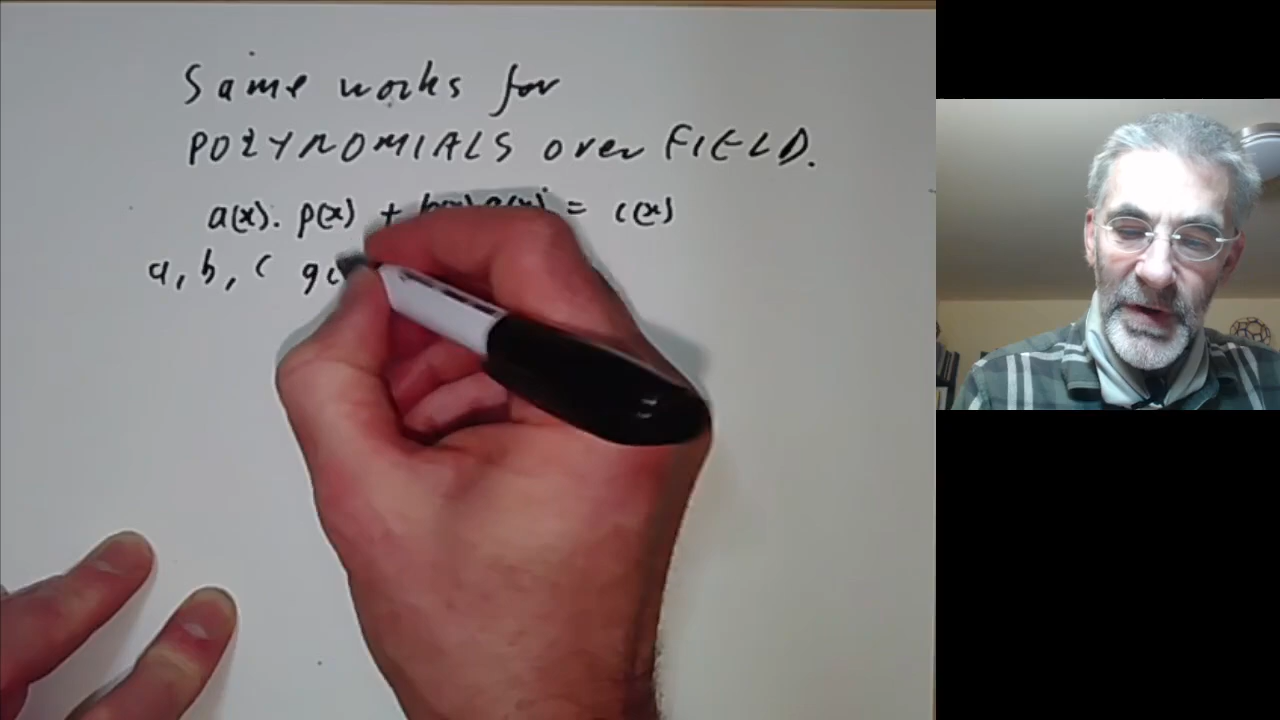 Same works for
POLYNOMIALS over FIELD.
a(x). p(x) + = c(x)
a, b, c